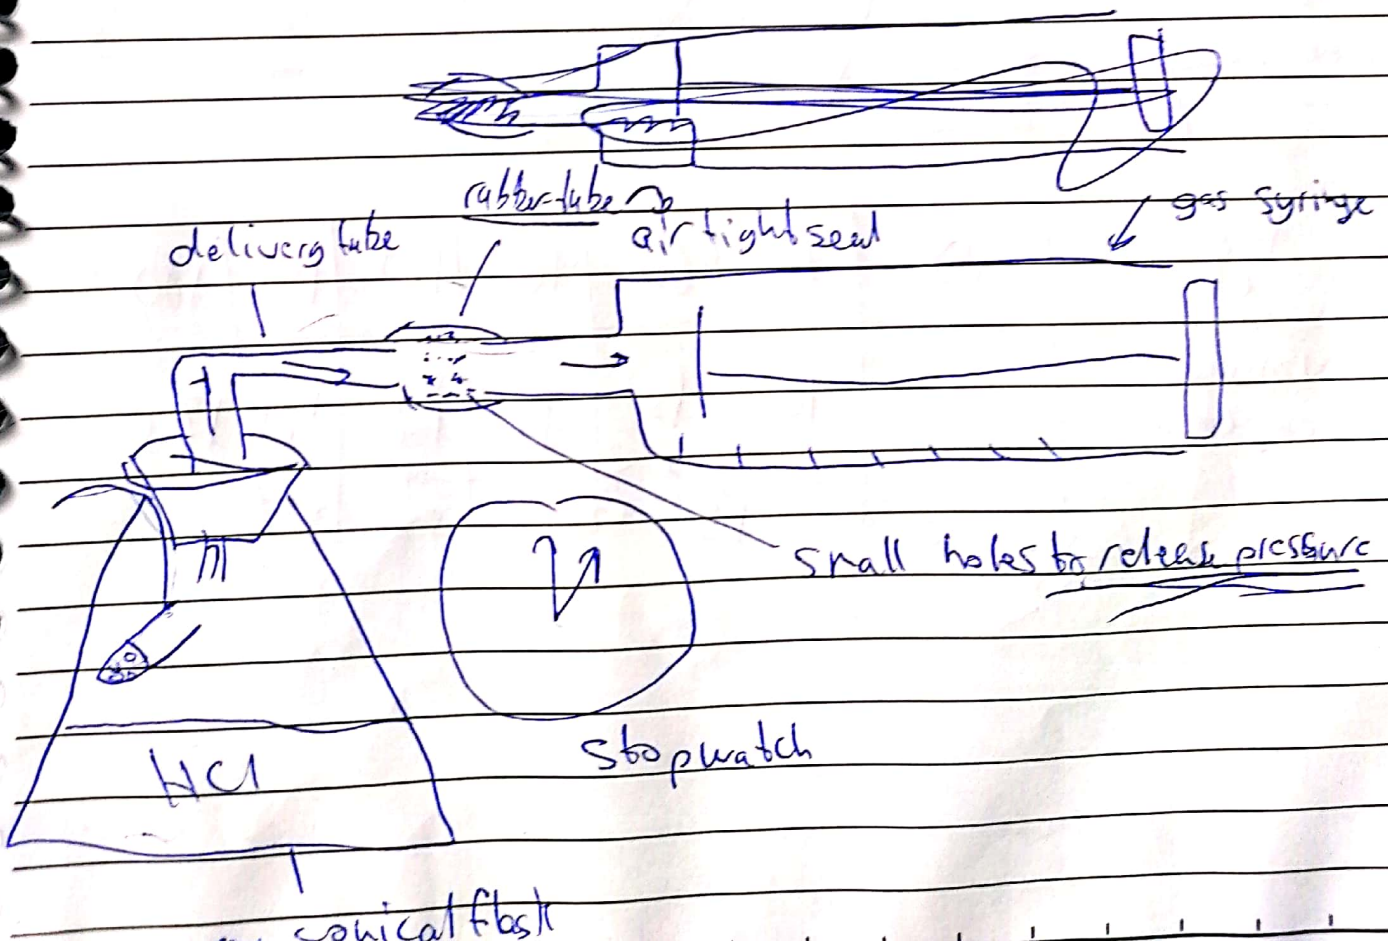 rubber tube
air tight seal
gas syringe
delivery tube
small holes to release pressure
stopwatch
HCl
conical flask